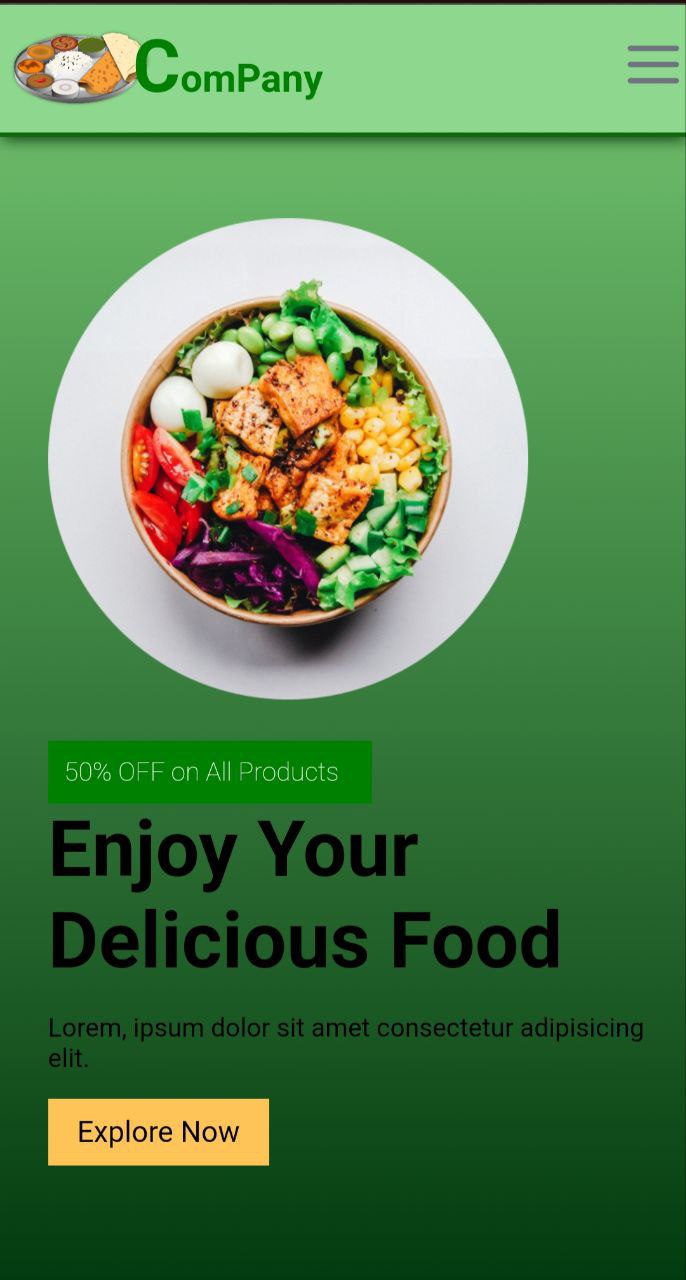 ComPany
50% OFF on All Products
Enjoy Your
Delicious Food
Lorem, ipsum dolor sit amet consectetur adipisicing
elit.
Explore Now